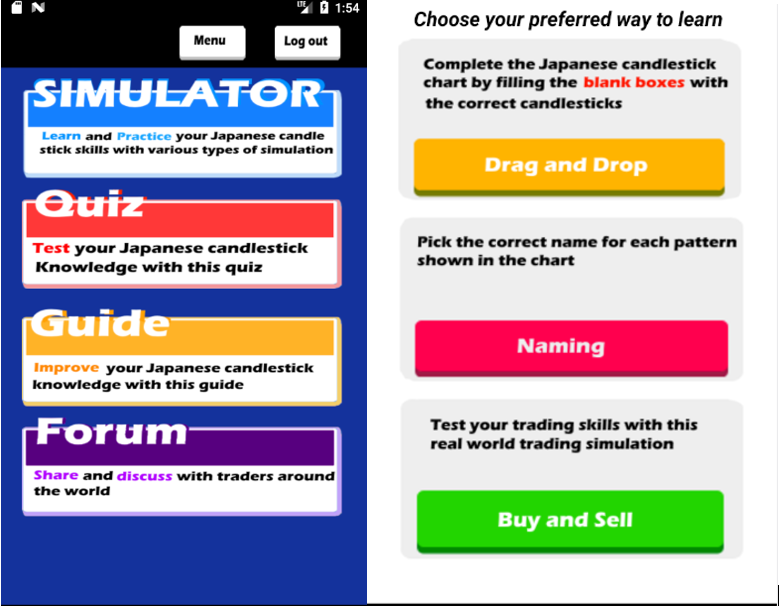 LTE 1:54
Menu Log out
SIMULATOR
Learn and Practice your Japanese candle
stick skills with various types of simulation
Quiz
Test your Japanese candlestick
Knowledge with this quiz
Guide
Improve your Japanese candlestick
knowledge with this guide
Forum
Share and discuss with traders around
the world
Choose your preferred way to learn
Complete the Japanese candlestick
chart by filling the blank boxes with
the correct candlesticks
Drag and Drop
Pick the correct name for each pattern
shown in the chart
Naming
Test your trading skills with this
real world trading simulation
Buy and Sell